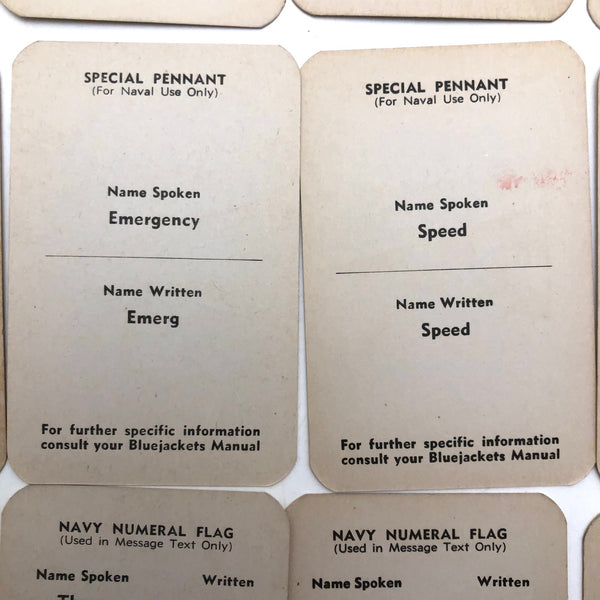 SPECIAL PENNANT
(For Naval Use Only)
Name Spoken
Emergency
Name Written
Emerg
For further specific information
consult your Bluejackets Manual
SPECIAL PENNANT
(For Naval Use Only)
Name Spoken
Speed
Name Written
Speed
For further specific information
consult your Bluejackets Manual
NAVY NUMERAL FLAG
(Used in Message Text Only)
Name Spoken Written
NAVY NUMERAL FLAG
(Used in Message Text Only)
Name Spoken Written